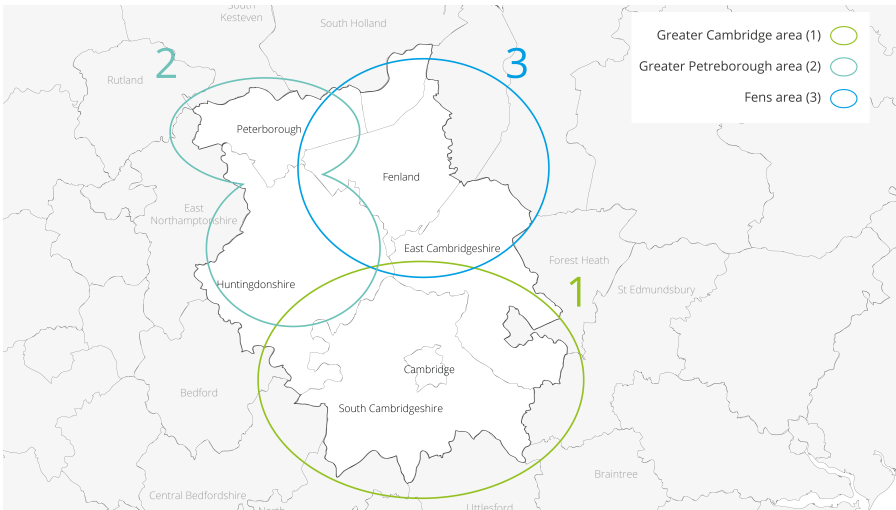 South
Kesteven
South Holland
Greater Cambridge area (1)
Greater Petreborough area (2)
Fens area (3)
2
3
Rutland
Peterborough
Fenland
East
Northamptonshire
East Cambridgeshire
Forest Heath
Huntingdonshire
1
St Edmundsbury
Cambridge
Bedford
South Cambridgeshire
Braintree
Central Bedfordshire
North
Uttlesford